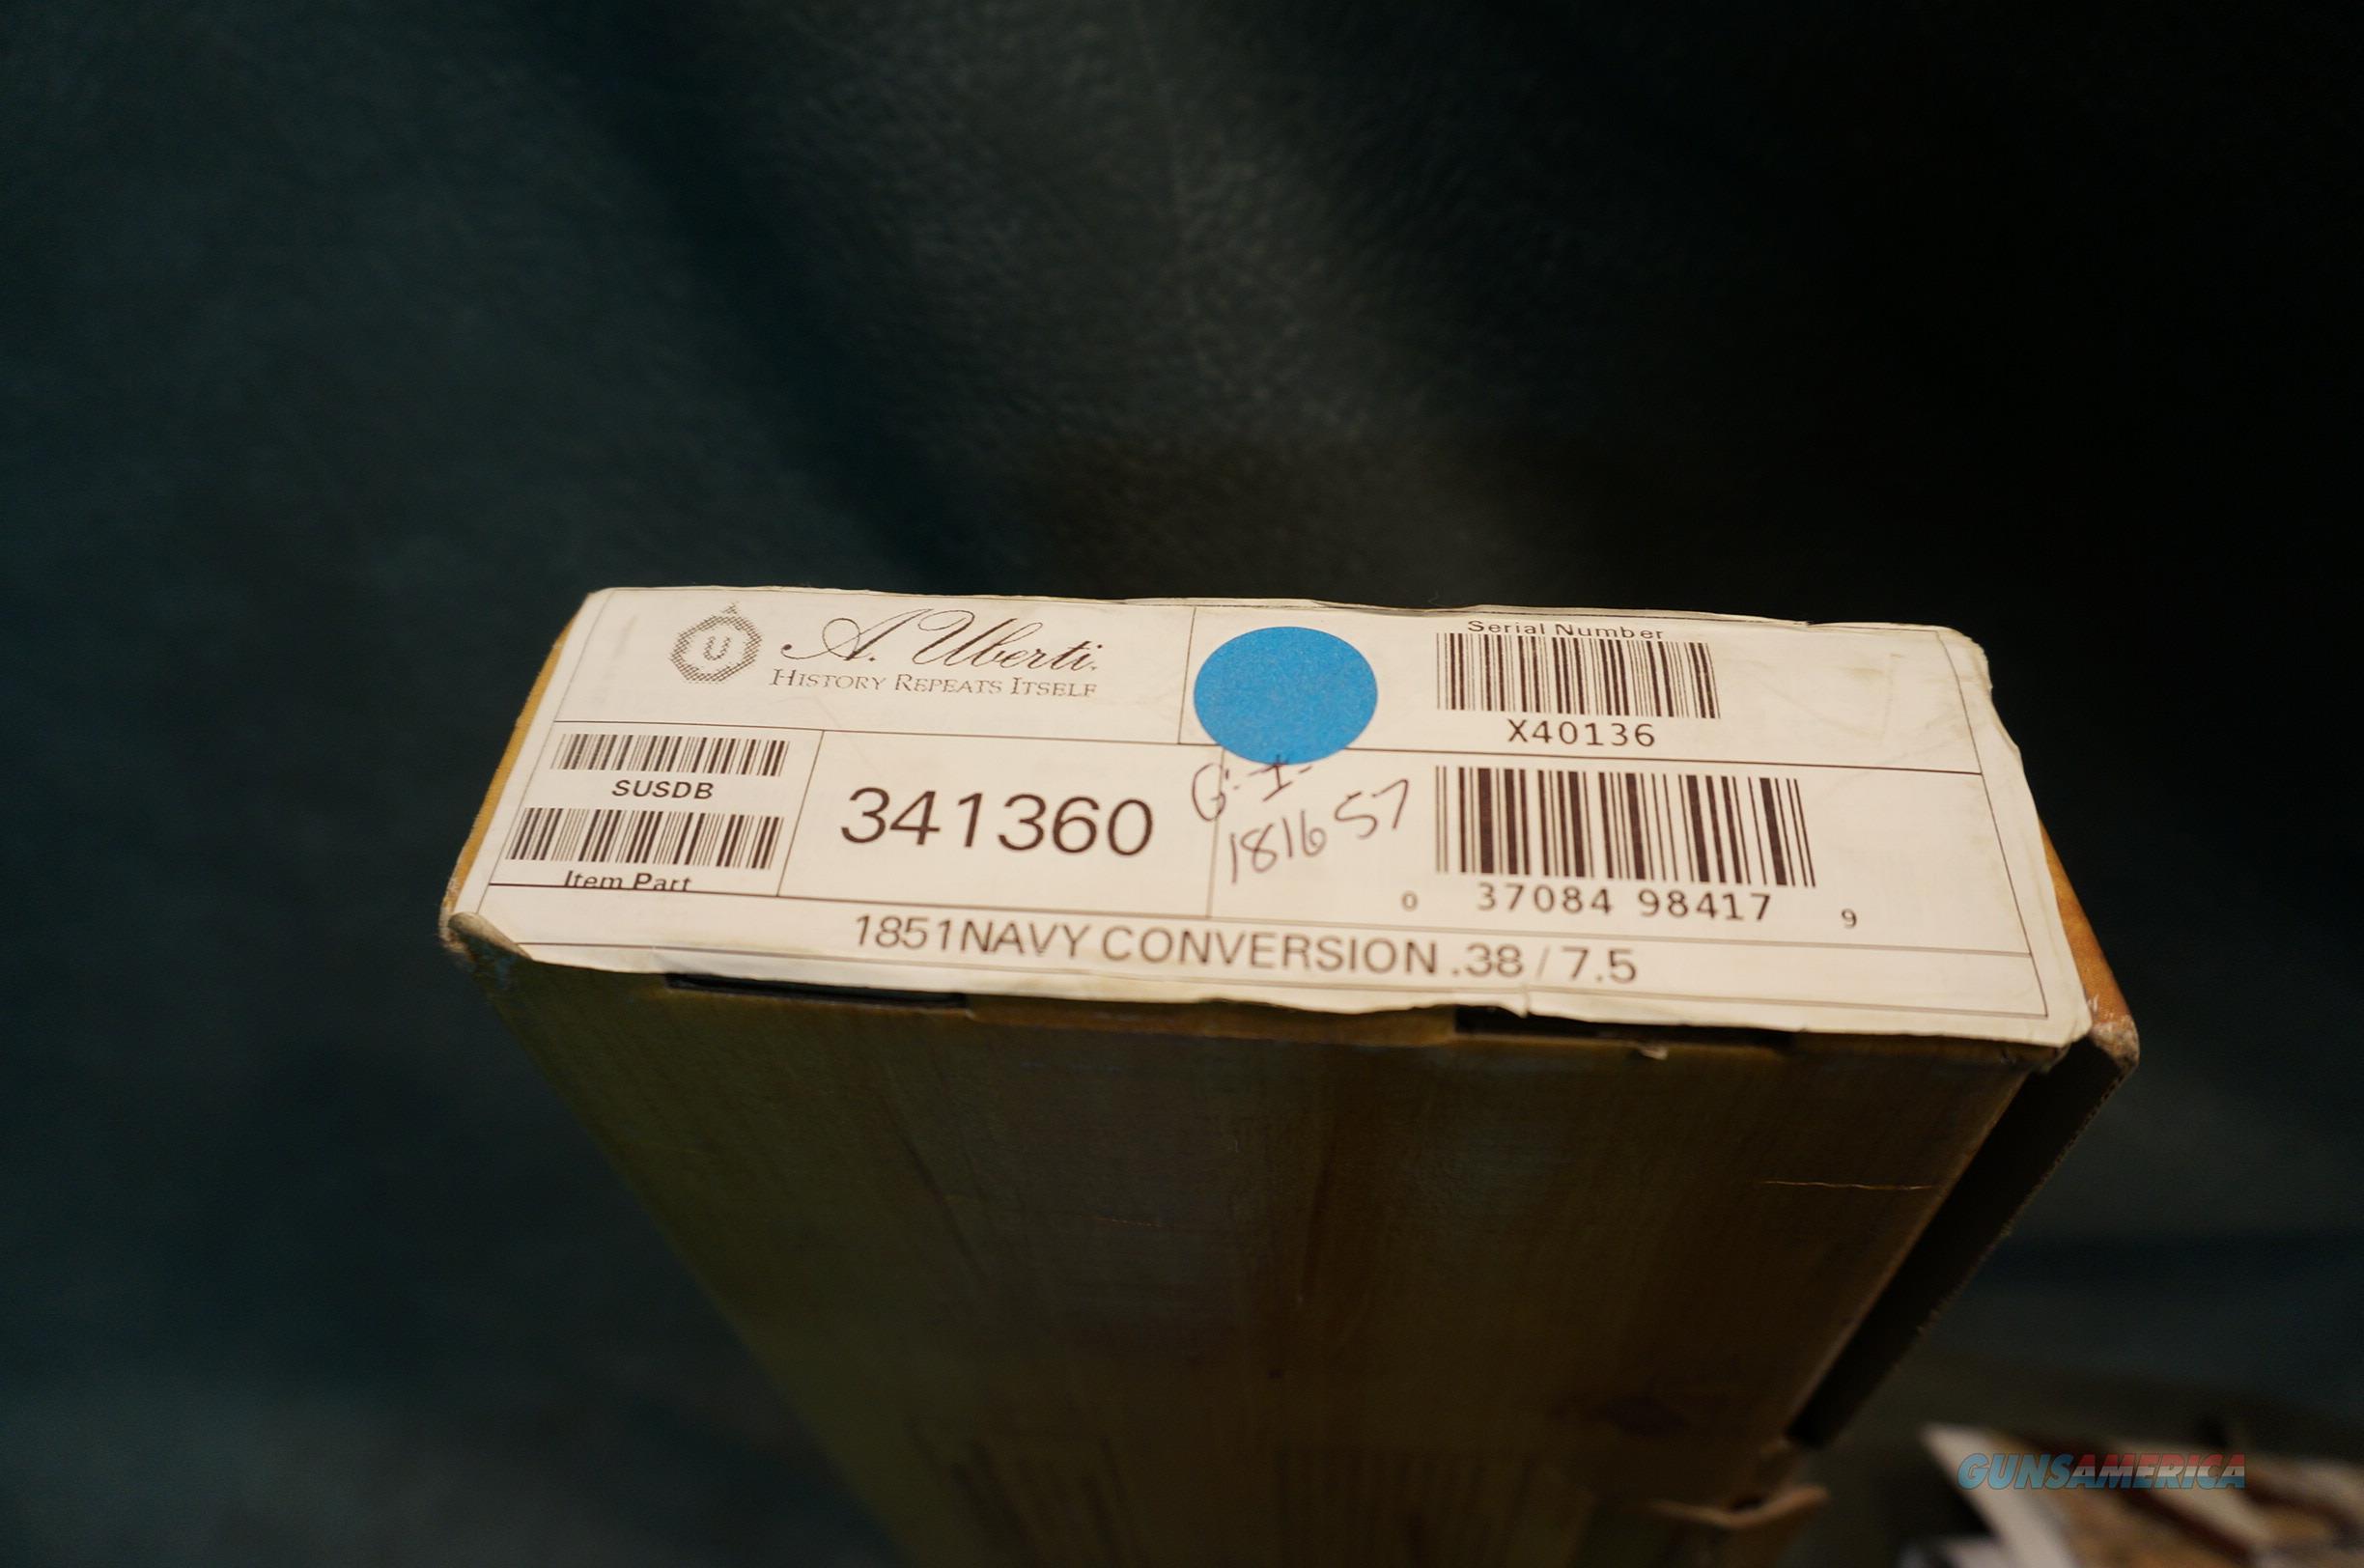 U
A. Uberti.
HISTORY REPEATS ITSELF
Serial Number
X40136
SUSDB
Item Part
341360
G.I.
181657
0 37084 98417 9
1851NAVY CONVERSION .38 / 7.5
GUNSAMERICA